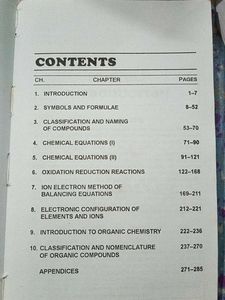 CONTENTS
CH. CHAPTER PAGES
1. INTRODUCTION 1–7
2. SYMBOLS AND FORMULAE 8–52
3. CLASSIFICATION AND NAMING
OF COMPOUNDS 53–70
4. CHEMICAL EQUATIONS (I) 71–90
5. CHEMICAL EQUATIONS (II) 91–121
6. OXIDATION REDUCTION REACTIONS 122–168
7. ION ELECTRON METHOD OF
BALANCING EQUATIONS 169–211
8. ELECTRONIC CONFIGURATION OF
ELEMENTS AND IONS 212–221
9. INTRODUCTION TO ORGANIC CHEMISTRY 222–236
10. CLASSIFICATION AND NOMENCLATURE
OF ORGANIC COMPOUNDS 237–270
APPENDICES 271–285